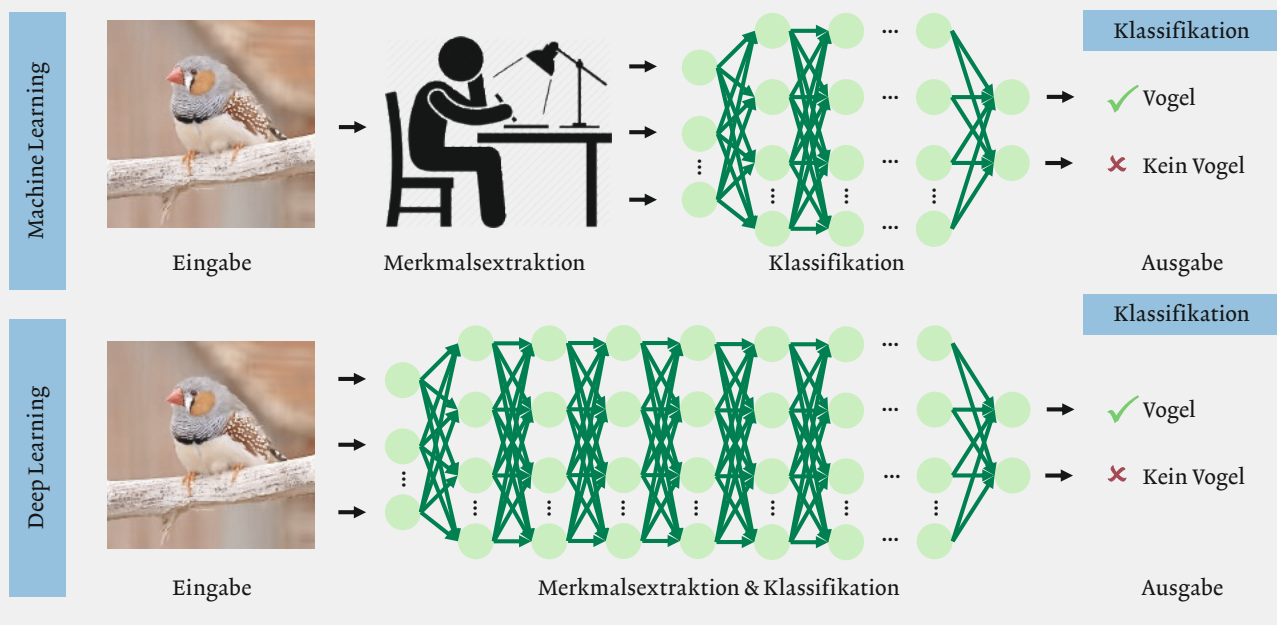 Machine Learning
Klassifikation
Vogel
Kein Vogel
Eingabe
Merkmalsextraktion
Klassifikation
Ausgabe
Deep Learning
Klassifikation
Vogel
Kein Vogel
Eingabe
Merkmalsextraktion & Klassifikation
Ausgabe